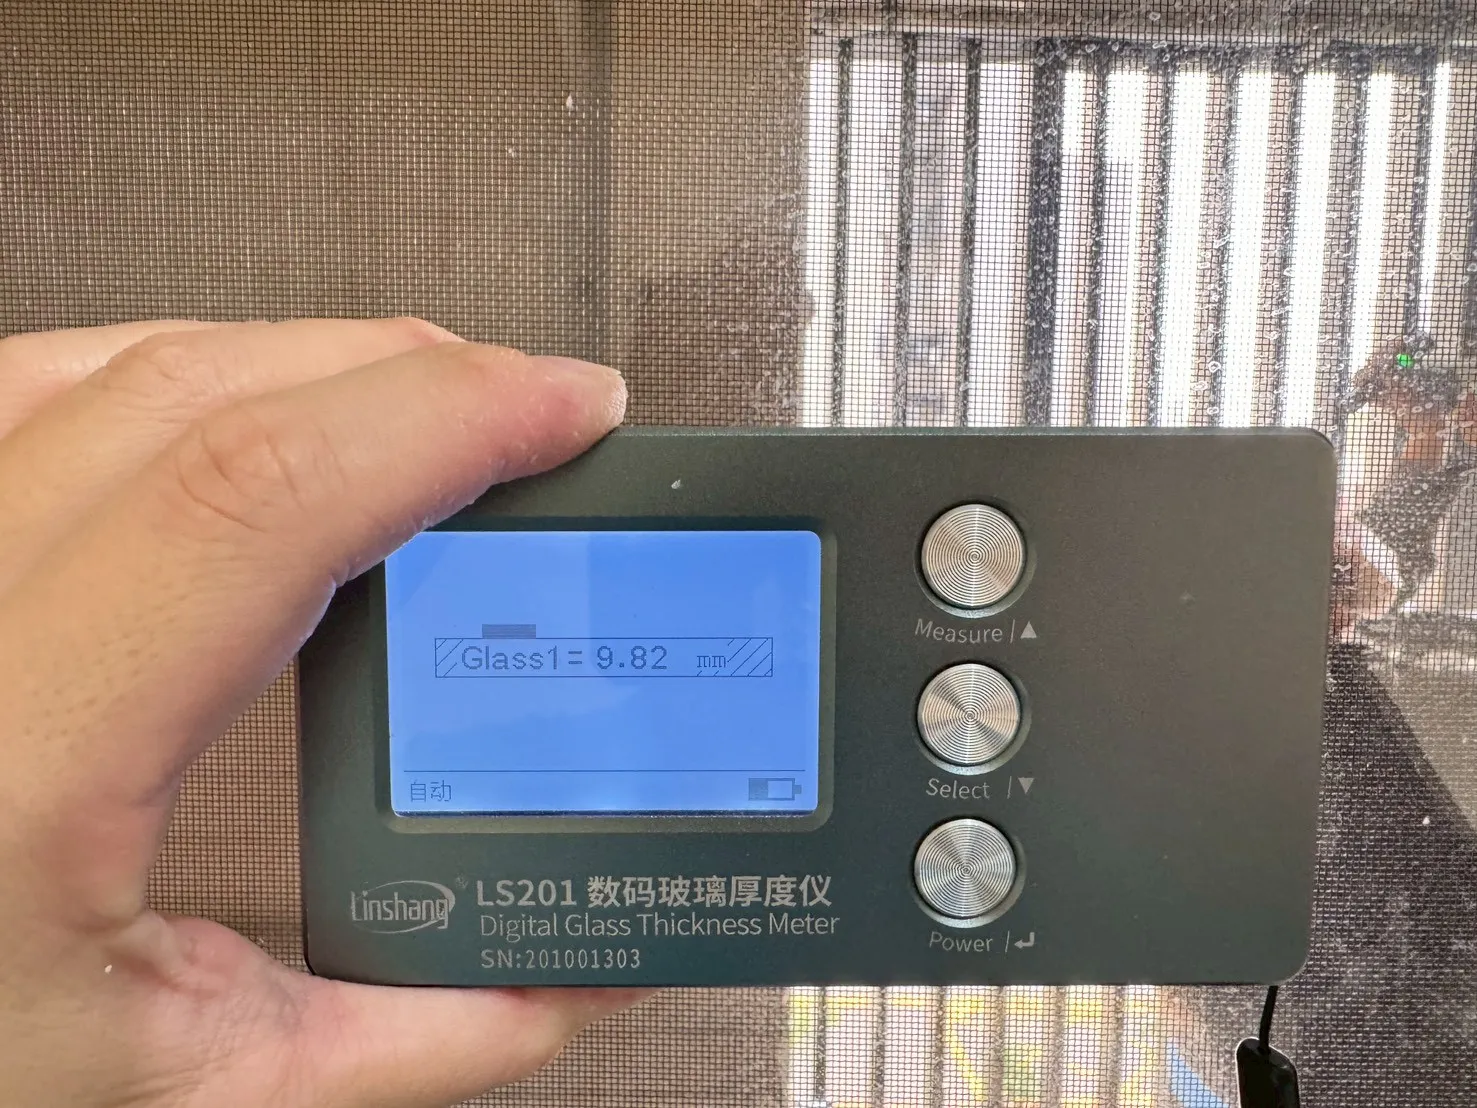 Glass1= 9.82 mm
自动
Measure |▲
Select |▼
Power |↵
Linshang®
LS201 数码玻璃厚度仪
Digital Glass Thickness Meter
SN:201001303